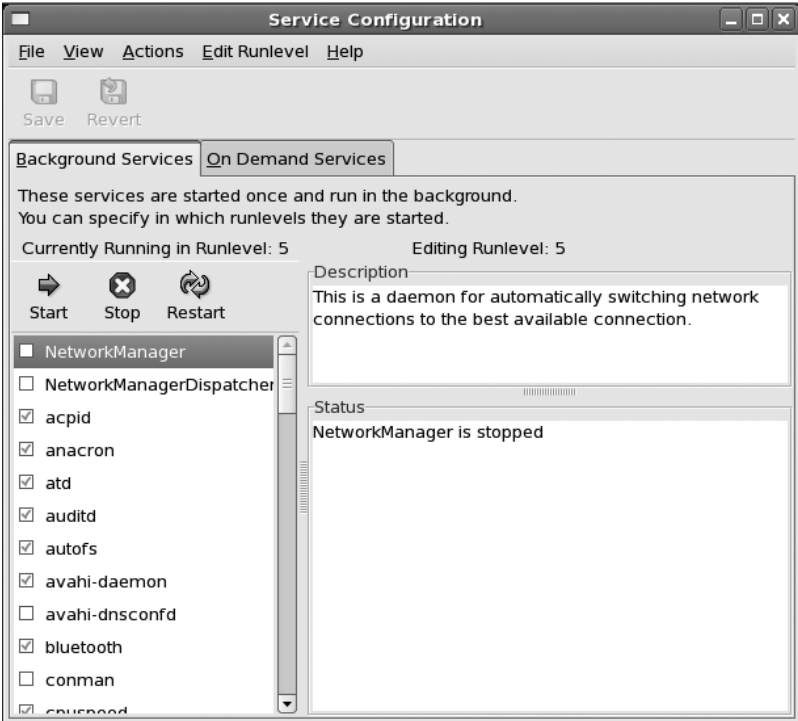 Service Configuration
File View Actions Edit Runlevel Help
Save Revert
Background Services On Demand Services
These services are started once and run in the background.
You can specify in which runlevels they are started.
Currently Running in Runlevel: 5 Editing Runlevel: 5
Start Stop Restart
NetworkManager
NetworkManagerDispatcher
acpid
anacron
atd
auditd
autofs
avahi-daemon
avahi-dnsconfd
bluetooth
conman
cpuspeed
Description
This is a daemon for automatically switching network
connections to the best available connection.
Status
NetworkManager is stopped